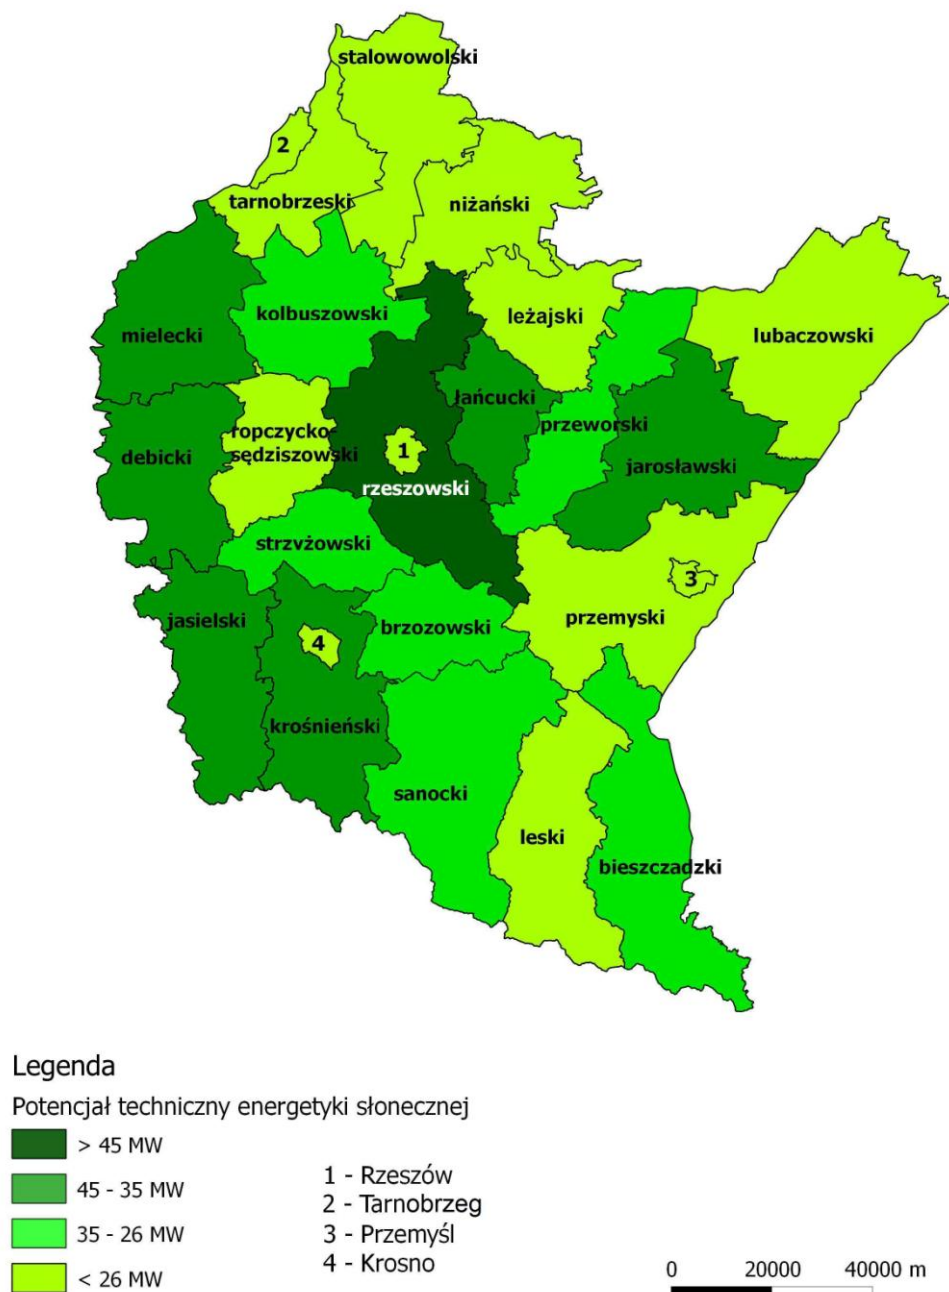 stalowowolski
2
tarnobrzeski
niżański
kolbuszowski
leżajski
mielecki
lubaczowski
łańcucki
ropczycko-
sędziszowski
przeworski
debicki
1
jarosławski
rzeszowski
strzyżowski
3
jasielski
brzozowski
przemyski
4
krośnieński
sanocki
leski
bieszczadzki
Legenda
Potencjał techniczny energetyki słonecznej
> 45 MW
45 - 35 MW
35 - 26 MW
< 26 MW
1 - Rzeszów
2 - Tarnobrzeg
3 - Przemyśl
4 - Krosno
0 20000 40000 m